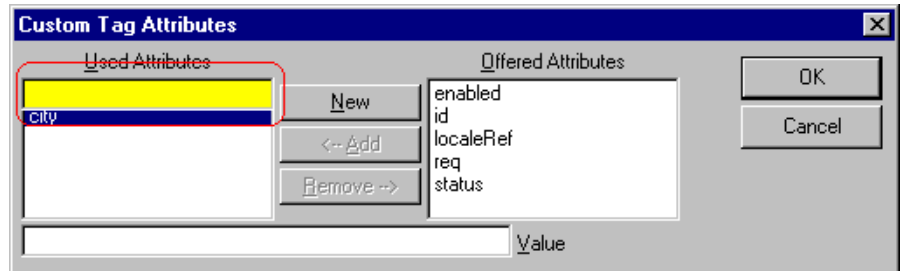 Custom Tag Attributes
Used Attributes
Offered Attributes
OK
Cancel
city
New
<-- Add
Remove -->
enabled
id
localeRef
req
status
Value